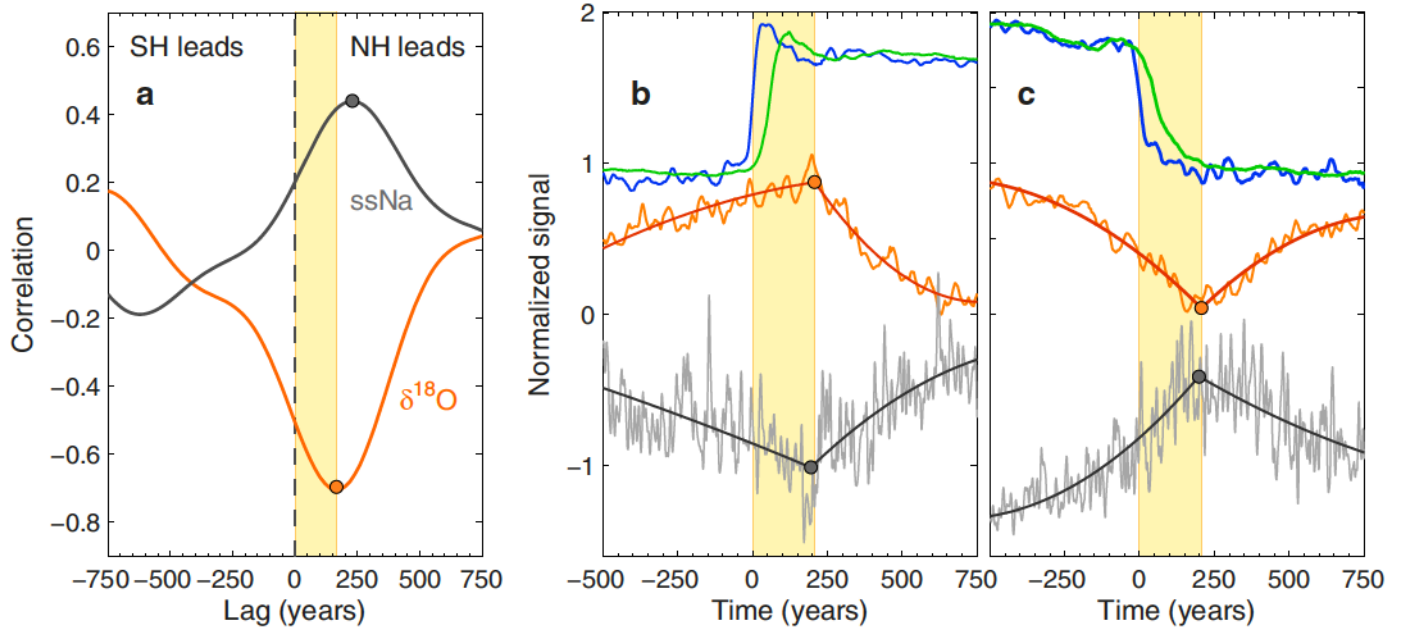 SH leads
NH leads
a
ssNa
δ18O
0.6
0.4
0.2
0
−0.2
−0.4
−0.6
−0.8
Correlation
−750 −500 −250 0 250 500 750
Lag (years)
b
2
1
0
−1
Normalized signal
−500 −250 0 250 500 750
Time (years)
c
−250 0 250 500 750
Time (years)